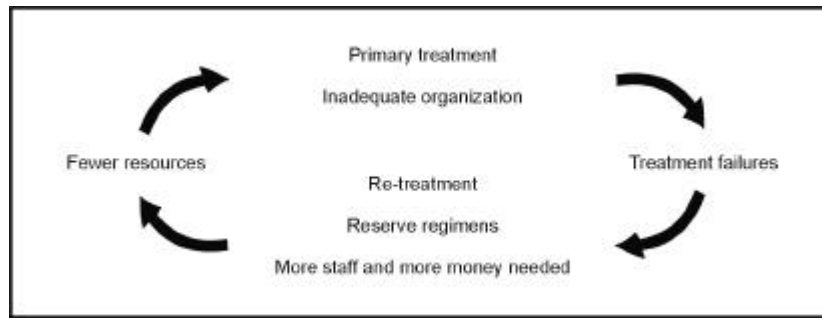 Primary treatment
Inadequate organization
Fewer resources
Treatment failures
Re-treatment
Reserve regimens
More staff and more money needed